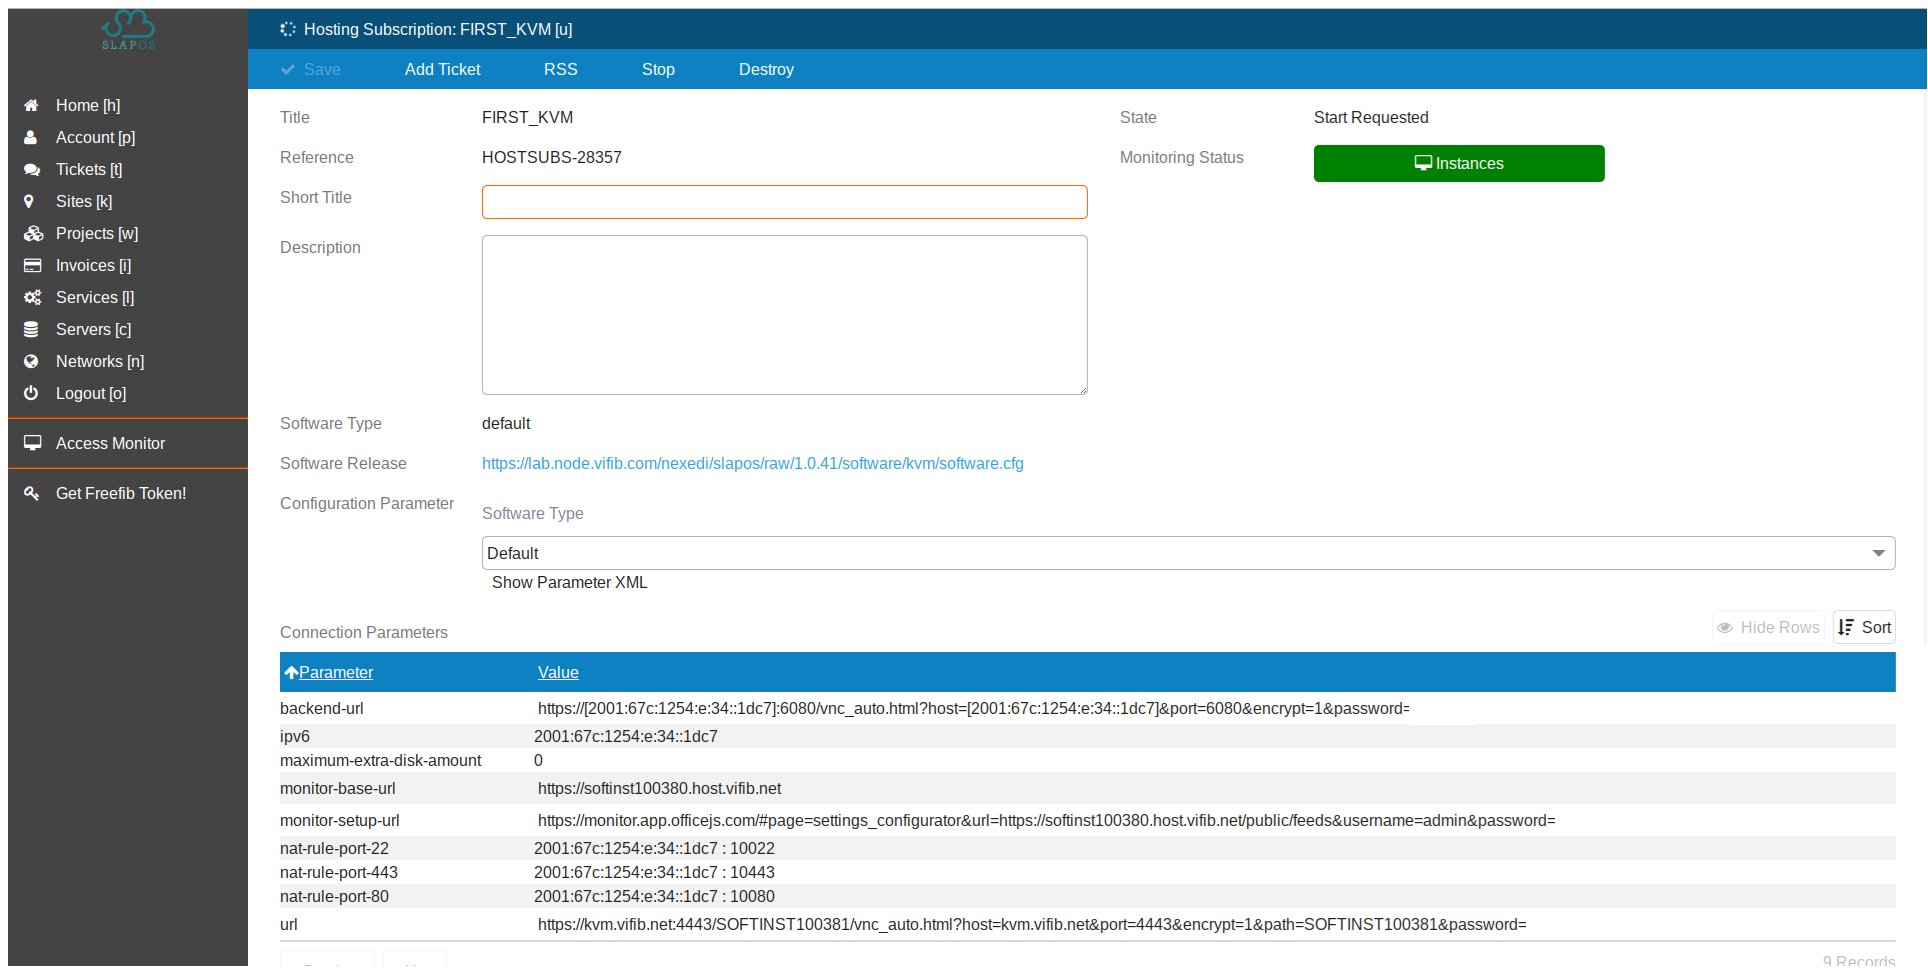 SLAPOS
Hosting Subscription: FIRST_KVM [u]
Save Add Ticket RSS Stop Destroy
Home [h]
Account [p]
Tickets [t]
Sites [k]
Projects [w]
Invoices [i]
Services [l]
Servers [c]
Networks [n]
Logout [o]
Access Monitor
Get Freefib Token!
Title FIRST_KVM
State Start Requested
Reference HOSTSUBS-28357
Monitoring Status Instances
Short Title
Description
Software Type default
Software Release https://lab.node.vifib.com/nexedi/slapos/raw/1.0.41/software/kvm/software.cfg
Configuration Parameter
Software Type
Default
Show Parameter XML
Connection Parameters
Hide Rows Sort
Parameter Value
backend-url https://[2001:67c:1254:e:34::1dc7]:6080/vnc_auto.html?host=[2001:67c:1254:e:34::1dc7]&port=6080&encrypt=1&password=
ipv6 2001:67c:1254:e:34::1dc7
maximum-extra-disk-amount 0
monitor-base-url https://softinst100380.host.vifib.net
monitor-setup-url https://monitor.app.officejs.com/#page=settings_configurator&url=https://softinst100380.host.vifib.net/public/feeds&username=admin&password=
nat-rule-port-22 2001:67c:1254:e:34::1dc7 : 10022
nat-rule-port-443 2001:67c:1254:e:34::1dc7 : 10443
nat-rule-port-80 2001:67c:1254:e:34::1dc7 : 10080
url https://kvm.vifib.net:4443/SOFTINST100381/vnc_auto.html?host=kvm.vifib.net&port=4443&encrypt=1&path=SOFTINST100381&password=
9 Records